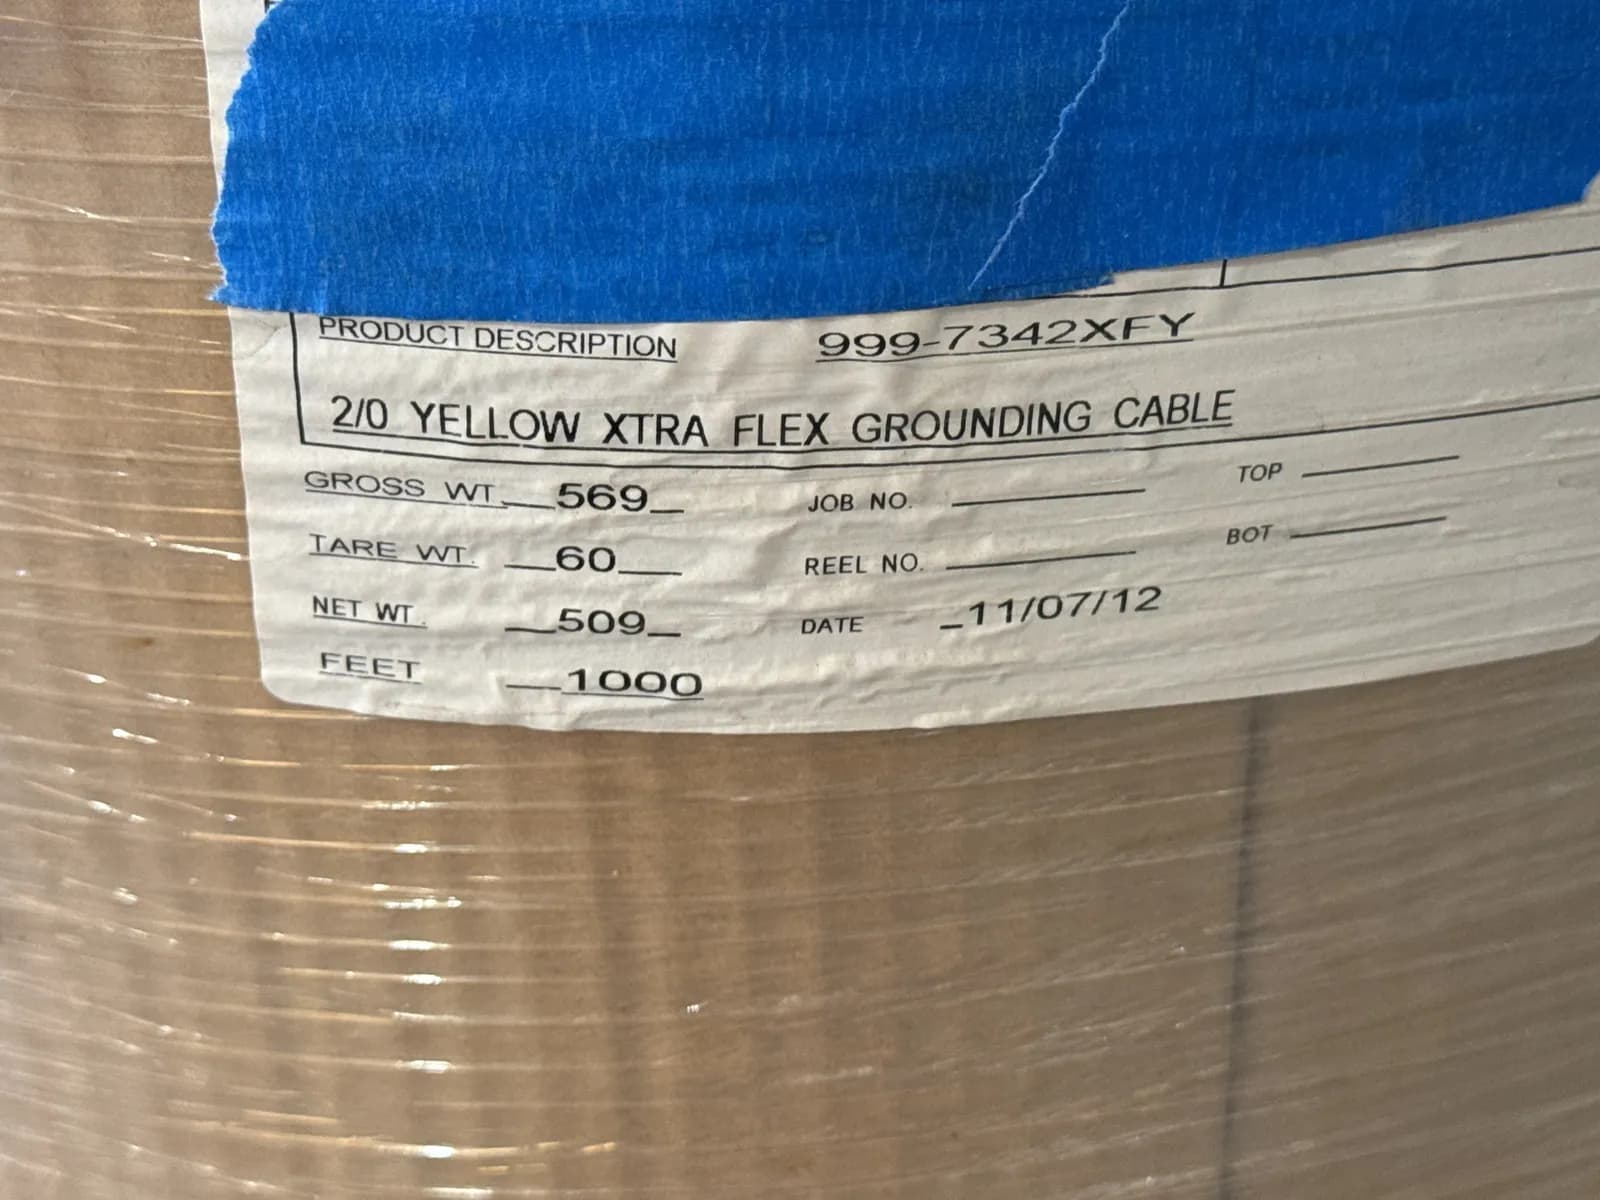 PRODUCT DESCRIPTION 999-7342XFY
2/0 YELLOW XTRA FLEX GROUNDING CABLE
GROSS WT. 569 JOB NO. TOP
TARE WT. 60 REEL NO. BOT
NET WT. 509 DATE 11/07/12
FEET 1000